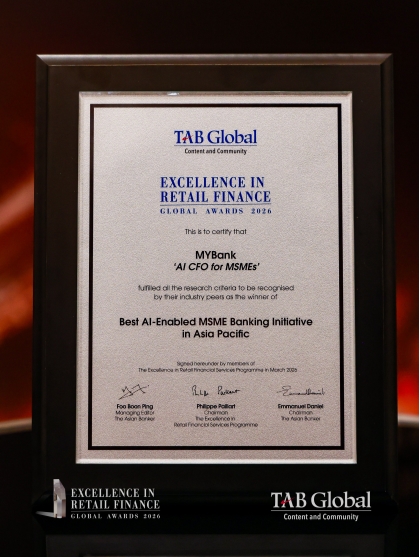 TAB Global
Content and Community
EXCELLENCE IN
RETAIL FINANCE
GLOBAL AWARDS 2026
This is to certify that
MYBank
'AI CFO for MSMEs'
fulfilled all the research criteria to be recognised
by their industry peers as the winner of
Best AI-Enabled MSME Banking Initiative
in Asia Pacific
Signed hereunder by members of
The Excellence in Retail Financial Services Programme in March 2026
Foo Boon Ping
Managing Editor
The Asian Banker
Philippe Paillart
Chairman
The Excellence in
Retail Financial Services Programme
Emmanuel Daniel
Chairman
The Asian Banker
EXCELLENCE IN
RETAIL FINANCE
GLOBAL AWARDS 2026
TAB Global
Content and Community